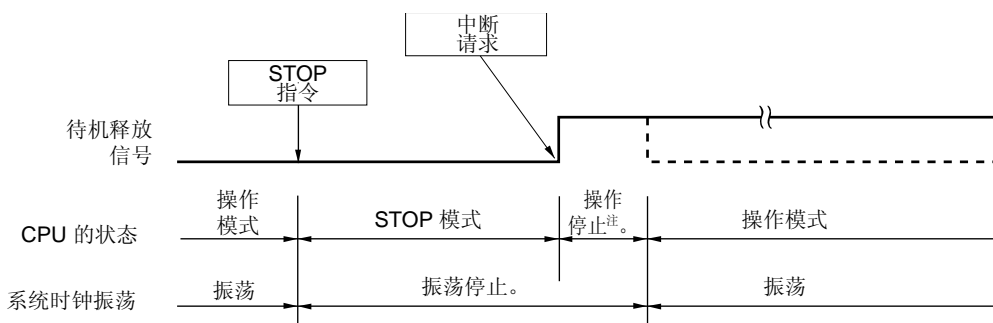 中断
请求
STOP
指令
待机释放
信号
操作
模式
操作
停止注。
CPU 的状态
STOP 模式
操作模式
系统时钟振荡
振荡
振荡停止。
振荡